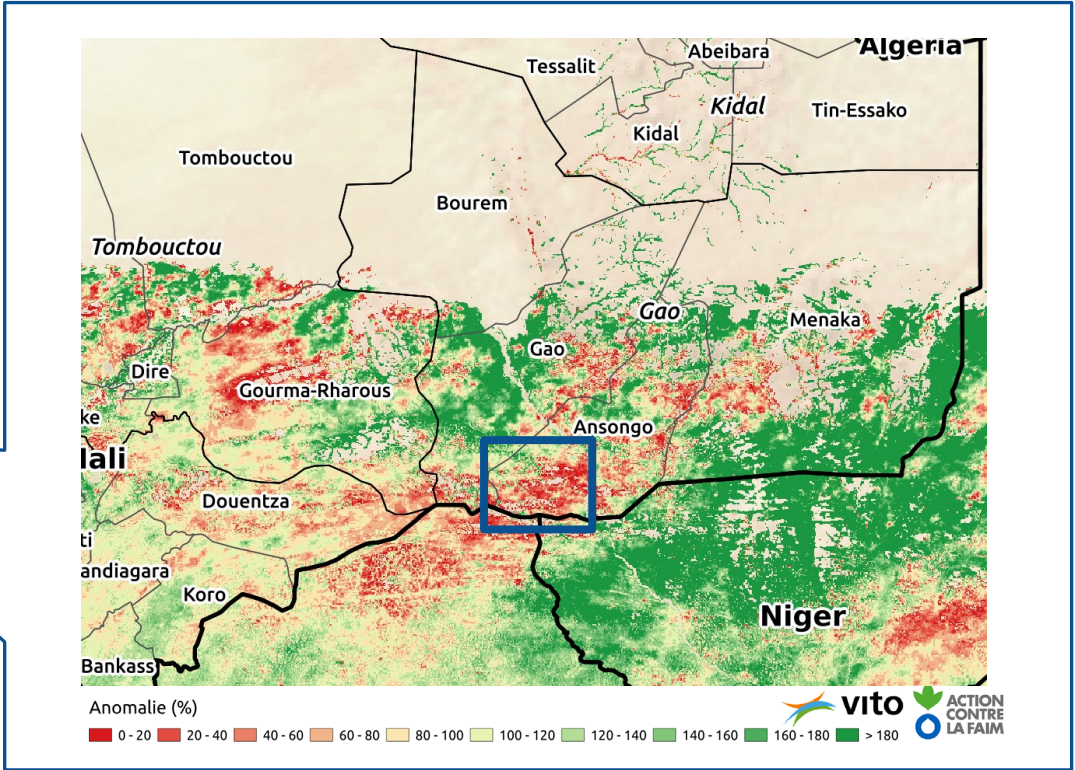 Algeria
Abeibara
Tessalit
Kidal
Tin-Essako
Kidal
Tombouctou
Bourem
Tombouctou
Gao
Menaka
Gao
Dire
Gourma-Rharous
ke
Ansongo
lali
Douentza
ti
andiagara
Koro
Niger
Bankass
Anomalie (%)
vito
ACTION
CONTRE
LA FAIM
0 - 20 20 - 40 40 - 60 60 - 80 80 - 100 100 - 120 120 - 140 140 - 160 160 - 180 > 180